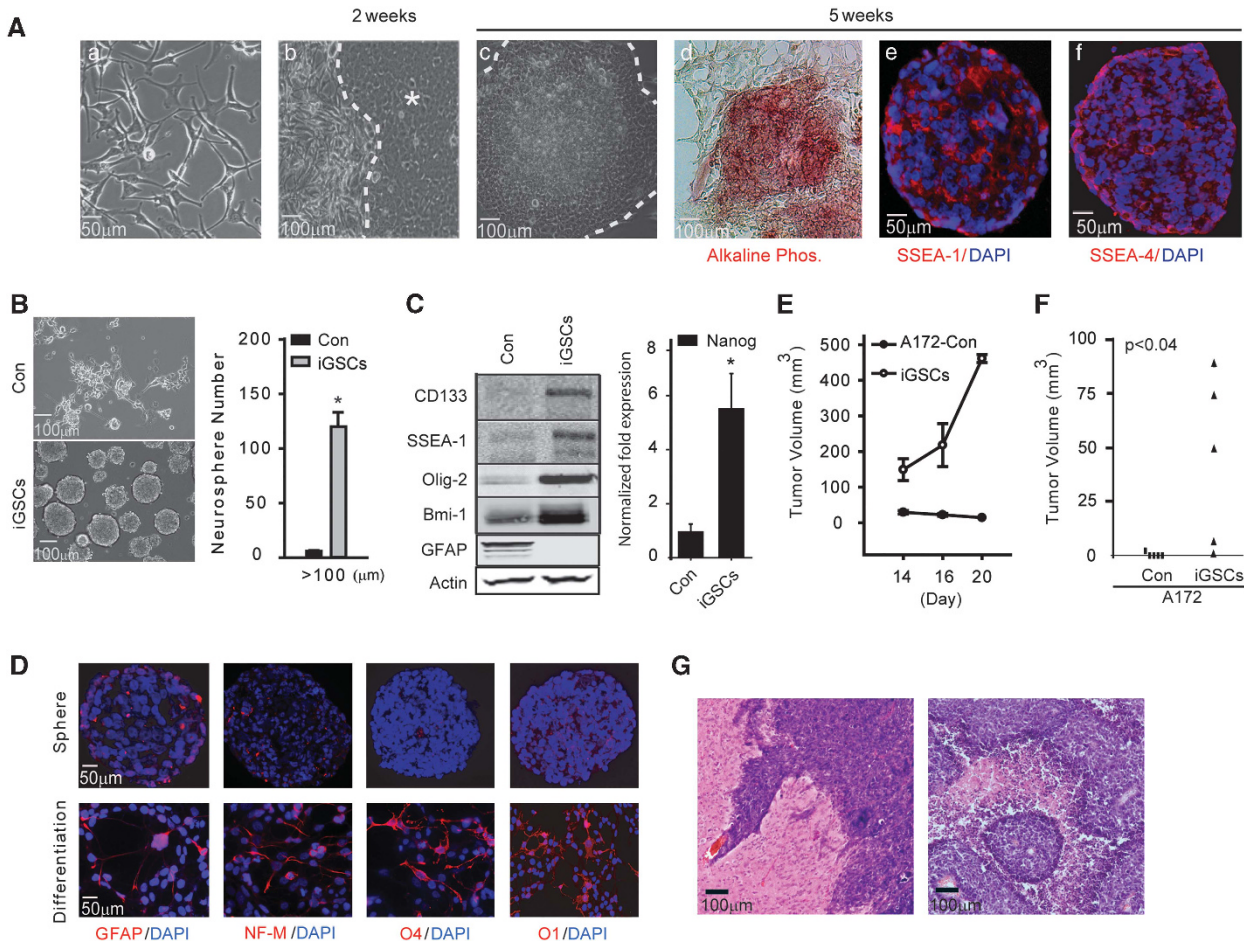 A
2 weeks
5 weeks
a
b
c
d
e
f
*
50μm
100μm
100μm
100μm
50μm
50μm
Alkaline Phos.
SSEA-1/DAPI
SSEA-4/DAPI
B
Con
100μm
iGSCs
100μm
Neurosphere Number
200
150
100
50
0
Con
iGSCs
*
>100 (μm)
C
Con
iGSCs
CD133
SSEA-1
Olig-2
Bmi-1
GFAP
Actin
Normalized fold expression
8
6
4
2
0
Nanog
*
Con
iGSCs
E
Tumor Volume (mm3)
500
400
300
200
100
0
A172-Con
iGSCs
14 16 20
(Day)
F
Tumor Volume (mm3)
100
75
50
25
0
p<0.04
Con iGSCs
A172
D
Sphere
50μm
Differentiation
50μm
GFAP/DAPI
NF-M/DAPI
O4/DAPI
O1/DAPI
G
100μm
100μm